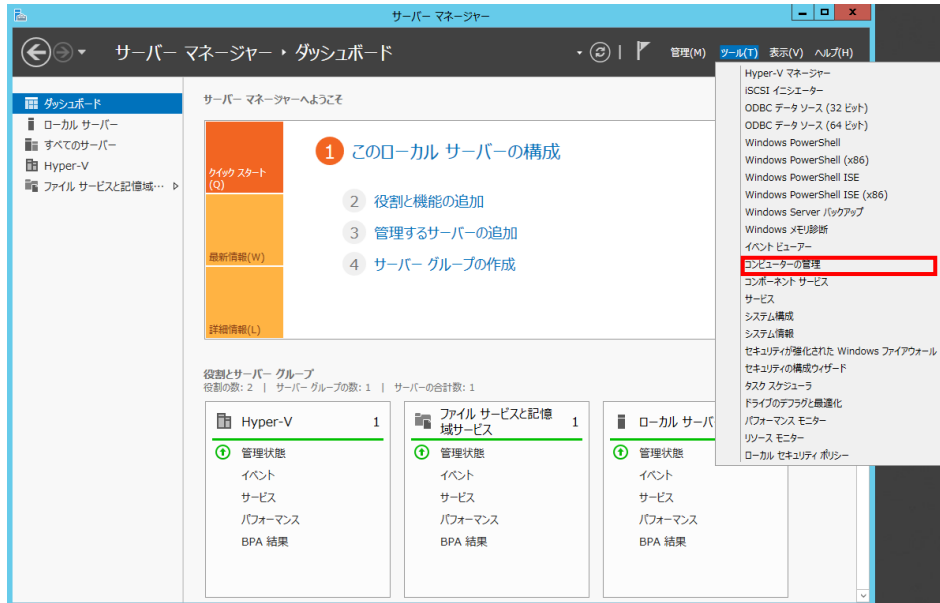 サーバー マネージャー
サーバー マネージャー ・ ダッシュボード
管理(M) ツール(T) 表示(V) ヘルプ(H)
ダッシュボード
ローカル サーバー
すべてのサーバー
Hyper-V
ファイル サービスと記憶域…
サーバー マネージャーへようこそ
クイック スタート
(Q)
最新情報(W)
詳細情報(L)
1 このローカル サーバーの構成
2 役割と機能の追加
3 管理するサーバーの追加
4 サーバー グループの作成
役割とサーバー グループ
役割の数: 2 | サーバー グループの数: 1 | サーバーの合計数: 1
Hyper-V 1
管理状態
イベント
サービス
パフォーマンス
BPA 結果
ファイル サービスと記憶
域サービス 1
管理状態
イベント
サービス
パフォーマンス
BPA 結果
ローカル サーバ
管理状態
イベント
サービス
パフォーマンス
BPA 結果
Hyper-V マネージャー
iSCSI イニシエーター
ODBC データ ソース (32 ビット)
ODBC データ ソース (64 ビット)
Windows PowerShell
Windows PowerShell (x86)
Windows PowerShell ISE
Windows PowerShell ISE (x86)
Windows Server バックアップ
Windows メモリ診断
イベント ビューアー
コンピューターの管理
コンポーネント サービス
サービス
システム構成
システム情報
セキュリティが強化された Windows ファイアウォール
セキュリティの構成ウィザード
タスク スケジューラ
ドライブのデフラグと最適化
パフォーマンス モニター
リソース モニター
ローカル セキュリティ ポリシー